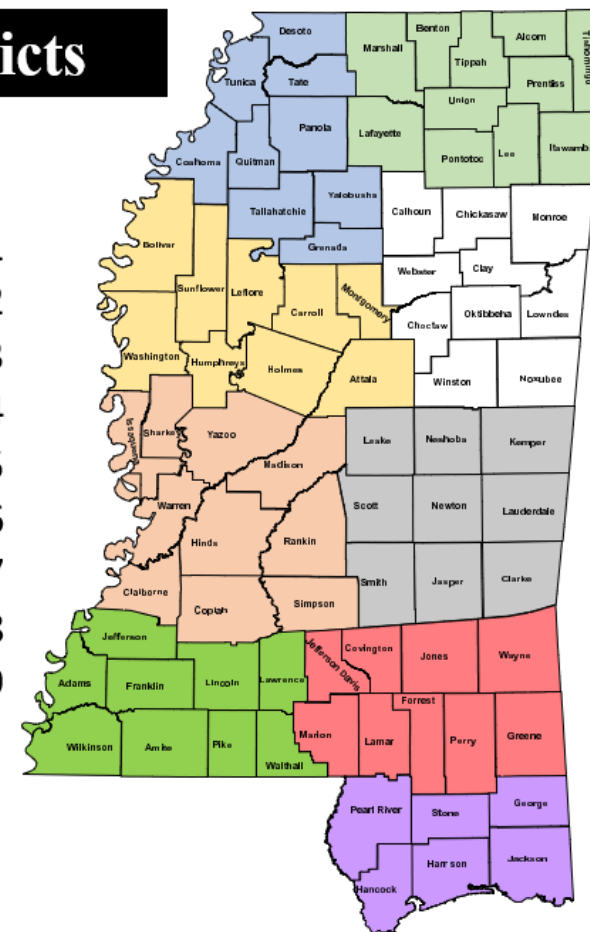 icts
Desoto
Benton
Alcorn
Tishomingo
Marshall
Tippah
Tunica
Tate
Prentiss
Union
Panola
Lafayette
Itawamb
Pontotoc
Lee
Coahoma
Quitman
Yalobusha
Tallahatchie
Calhoun
Chickasaw
Monroe
Bolivar
Grenada
Webster
Clay
Sunflower
Leflore
Montgomery
Carroll
Oktibbeha
Lowndes
Choctaw
Washington
Humphreys
Holmes
Attala
Winston
Noxubee
Issaquena
Sharkey
Yazoo
Leake
Neshoba
Kemper
Madison
Warren
Scott
Newton
Lauderdale
Hinds
Rankin
Smith
Jasper
Clarke
Claiborne
Copiah
Simpson
Jefferson
Jefferson Davis
Covington
Jones
Wayne
Adams
Franklin
Lincoln
Lawrence
Forrest
Marion
Lamar
Perry
Greene
Wilkinson
Amite
Pike
Walthall
Pearl River
Stone
George
Hancock
Harrison
Jackson